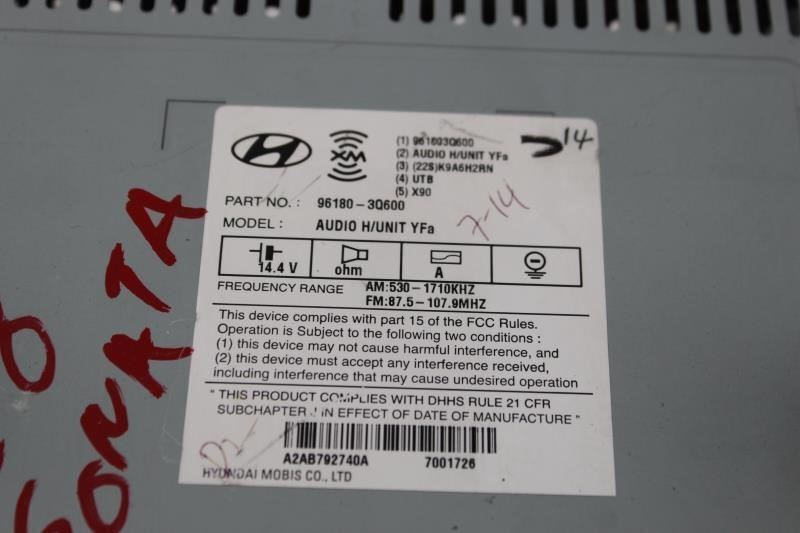 14
XM
(1) 961803Q600
(2) AUDIO H/UNIT YFa
(3) (22S)K9A6H2RN
(4) UTB
(5) X90
PART NO. : 96180-3Q600
MODEL : AUDIO H/UNIT YFa
7-14
14.4 V
ohm
A
FREQUENCY RANGE AM:530-1710KHZ
FM:87.5-107.9MHZ
This device complies with part 15 of the FCC Rules.
Operation is Subject to the following two conditions :
(1) this device may not cause harmful interference, and
(2) this device must accept any interference received,
including interference that may cause undesired operation
" THIS PRODUCT COMPLIES WITH DHHS RULE 21 CFR
SUBCHAPTER J IN EFFECT OF DATE OF MANUFACTURE "
A2AB792740A 7001726
HYUNDAI MOBIS CO., LTD
SONATA